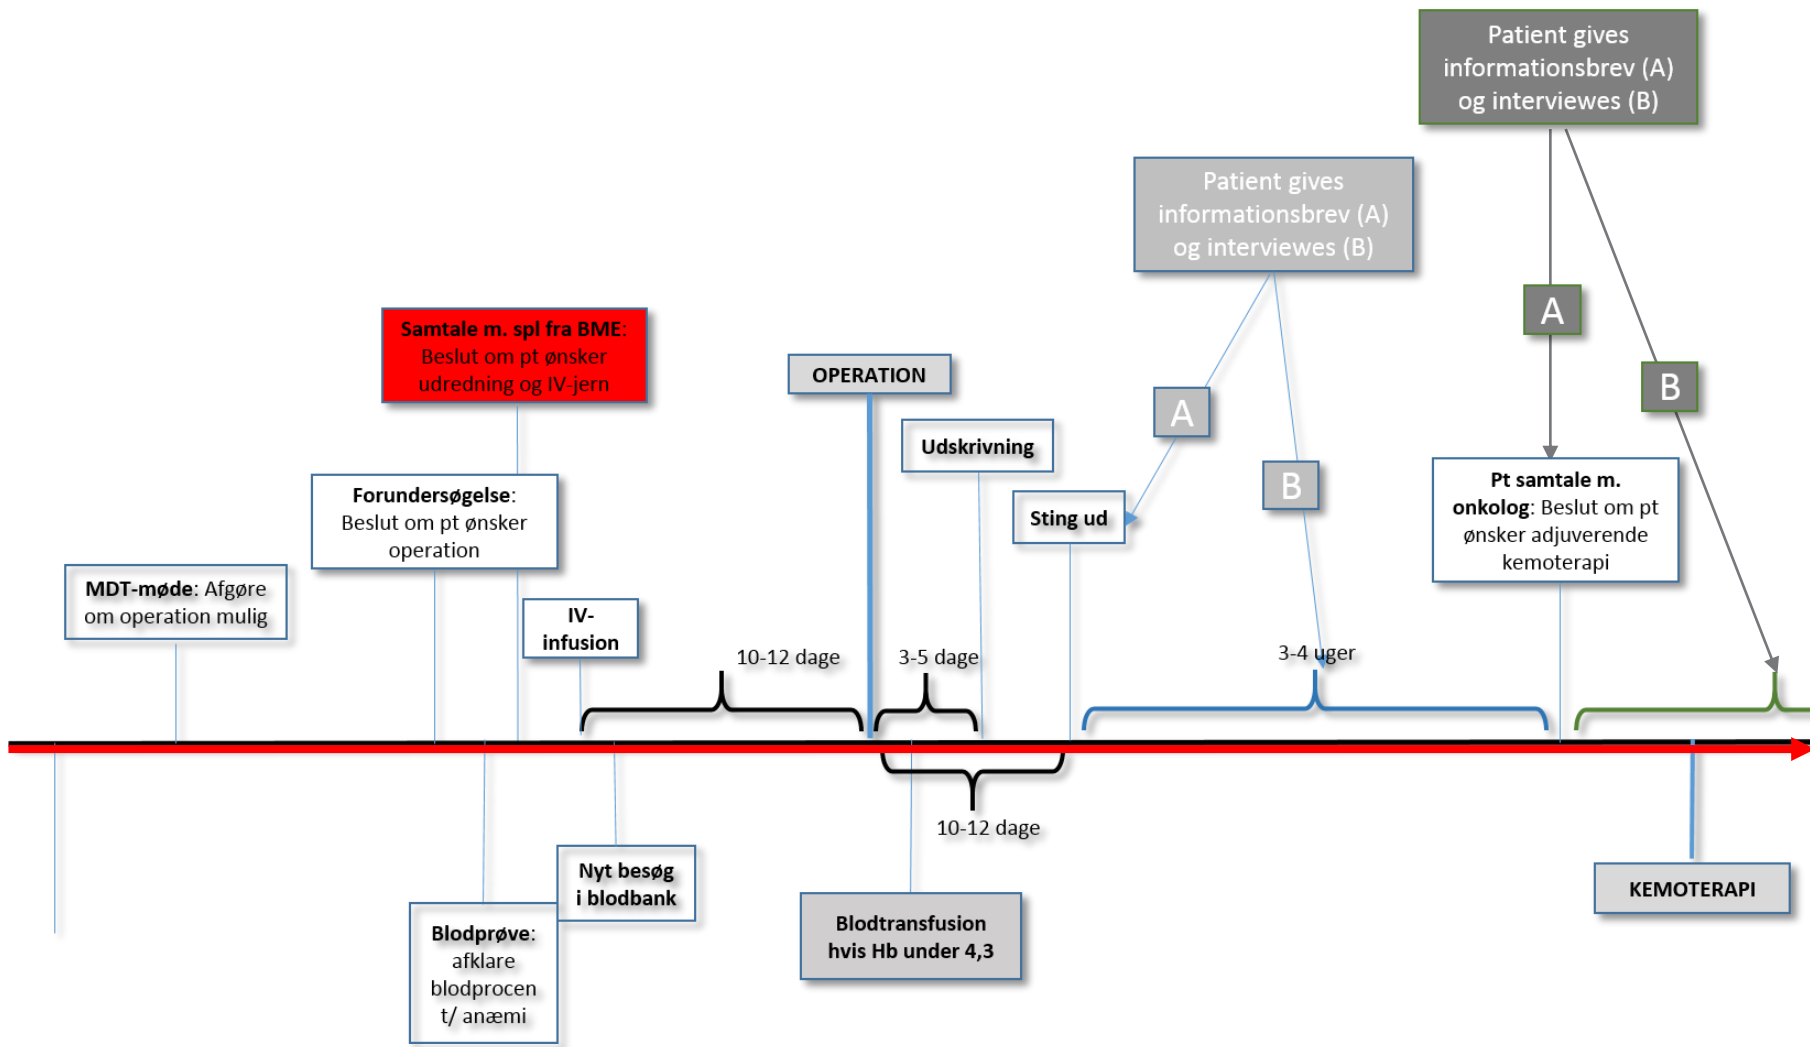 Patient gives
informationsbrev (A)
og interviewes (B)
Patient gives
informationsbrev (A)
og interviewes (B)
A
B
A
B
Samtale m. spl fra BME:
Beslut om pt ønsker
udredning og IV-jern
OPERATION
Udskrivning
Forundersøgelse:
Beslut om pt ønsker
operation
Sting ud
Pt samtale m.
onkolog: Beslut om pt
ønsker adjuverende
kemoterapi
MDT-møde: Afgøre
om operation mulig
IV-
infusion
10-12 dage
3-5 dage
3-4 uger
10-12 dage
Nyt besøg
i blodbank
Blodprøve:
afklare
blodprocen
t/ anæmi
Blodtransfusion
hvis Hb under 4,3
KEMOTERAPI